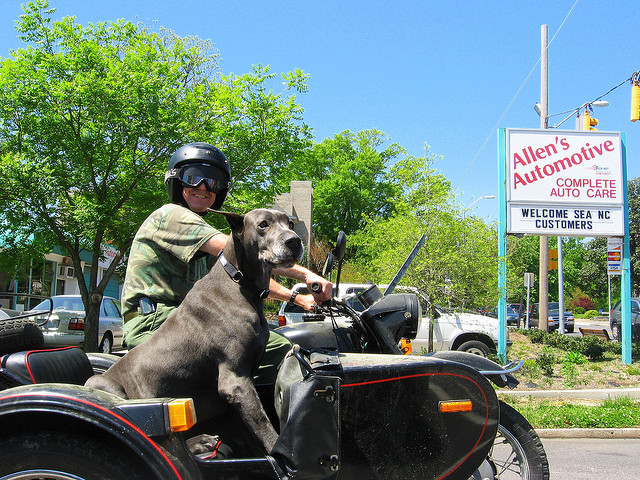 Allen's
Automotive
COMPLETE
AUTO CARE
WELCOME SEA NC
CUSTOMERS